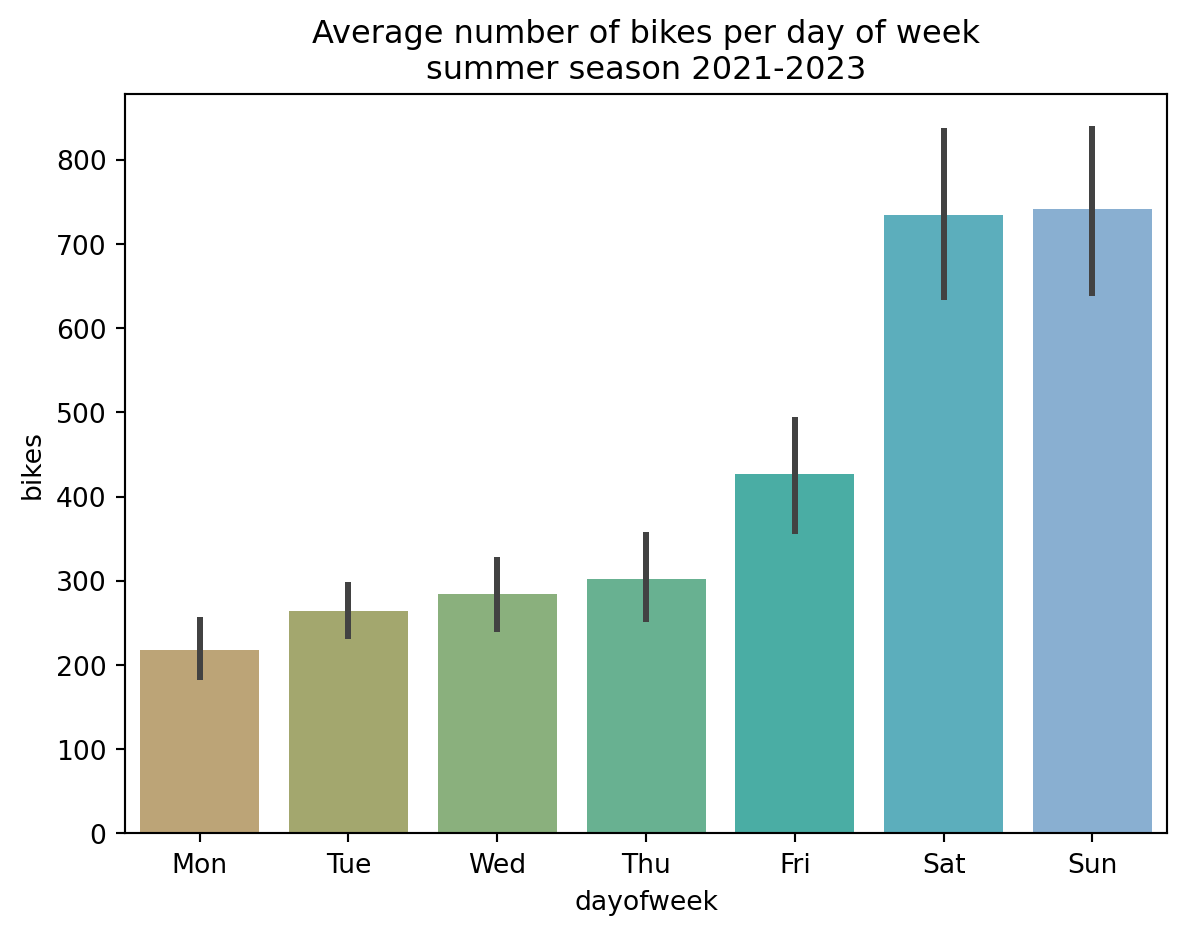 Average number of bikes per day of week
summer season 2021-2023
800
700
600
500
400
300
200
100
0
bikes
Mon Tue Wed Thu Fri Sat Sun
dayofweek